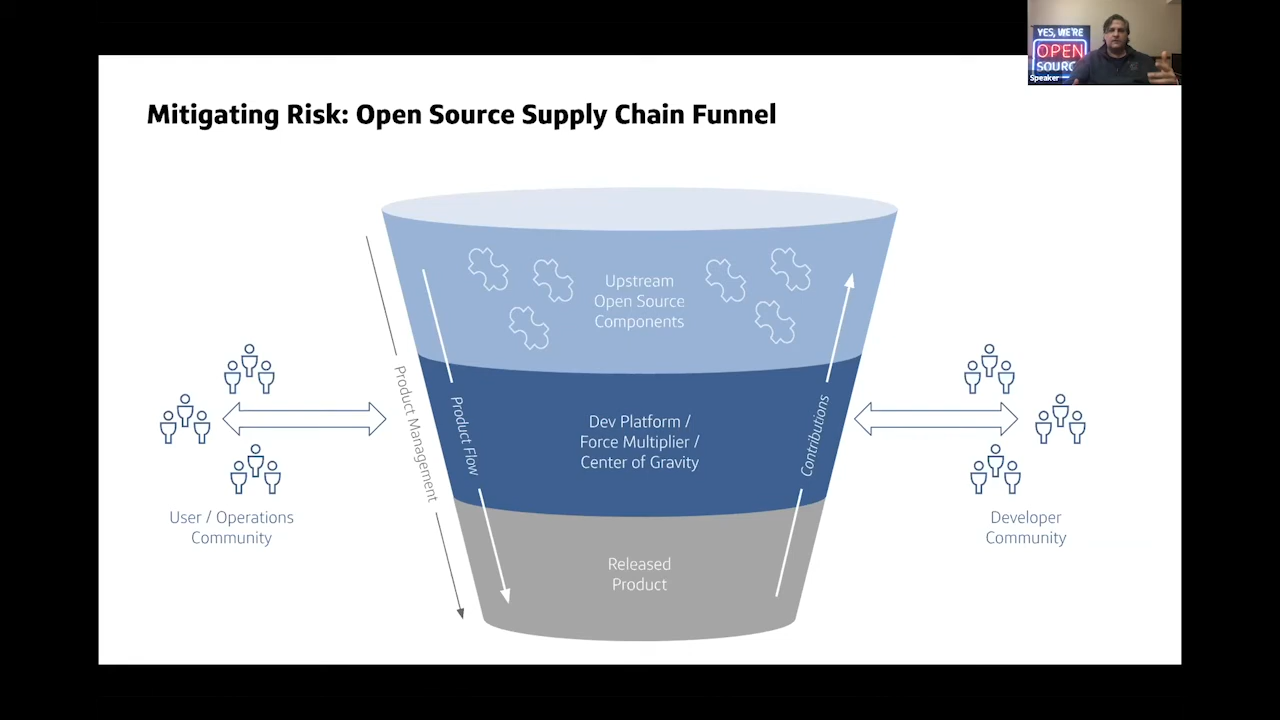 YES, WE'RE
OPEN
SOURC
Speaker
Mitigating Risk: Open Source Supply Chain Funnel
Upstream
Open Source
Components
Product Management
Product Flow
Dev Platform /
Force Multiplier /
Center of Gravity
Contributions
User / Operations
Community
Developer
Community
Released
Product